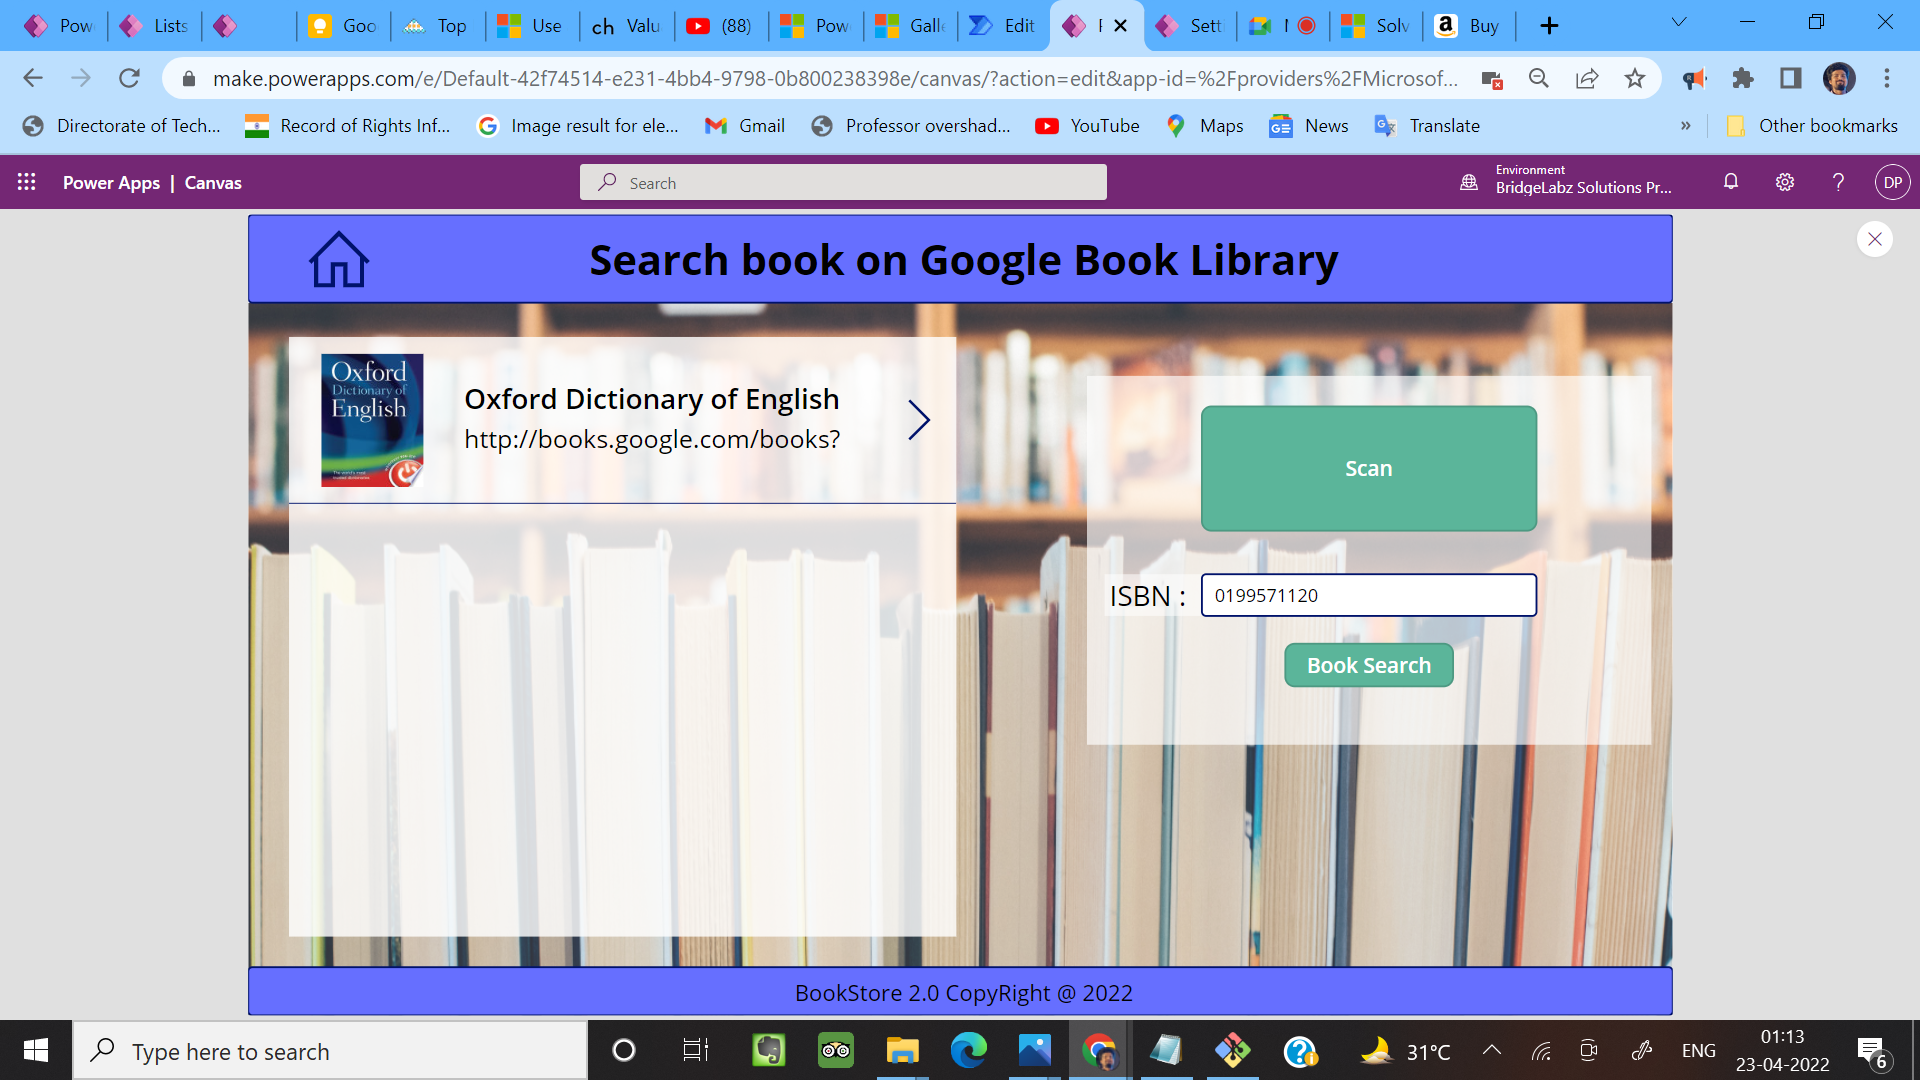 Pow
Lists
Goo
Top
Use
ch Valu
(88)
Pow
Galle
Edit
Setti
Solv
a Buy
make.powerapps.com/e/Default-42f74514-e231-4bb4-9798-0b800238398e/canvas/?action=edit&app-id=%2Fproviders%2FMicrosof...
Directorate of Tech...
Record of Rights Inf...
Image result for ele...
Gmail
Professor overshad...
YouTube
Maps
News
Translate
»
Other bookmarks
Power Apps | Canvas
Search
Environment
BridgeLabz Solutions Pr...
?
DP
Search book on Google Book Library
Oxford
Dictionary of
English
Oxford Dictionary of English
http://books.google.com/books?
Scan
ISBN :
0199571120
Book Search
BookStore 2.0 CopyRight @ 2022
Type here to search
31°C
ENG
01:13
23-04-2022
6